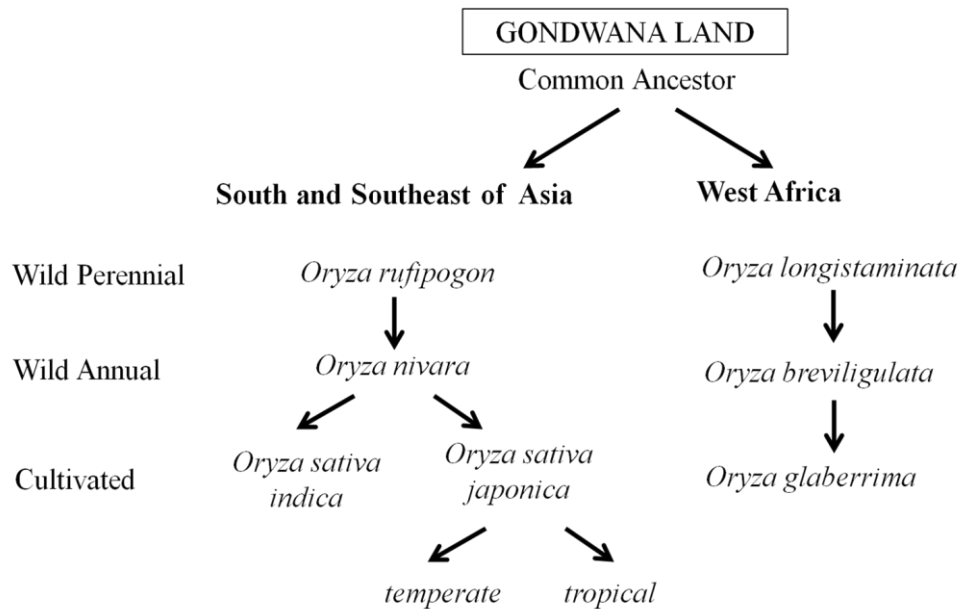 GONDWANA LAND
Common Ancestor
South and Southeast of Asia
West Africa
Wild Perennial
Oryza rufipogon
Oryza longistaminata
Wild Annual
Oryza nivara
Oryza breviligulata
Cultivated
Oryza sativa
indica
Oryza sativa
japonica
Oryza glaberrima
temperate
tropical